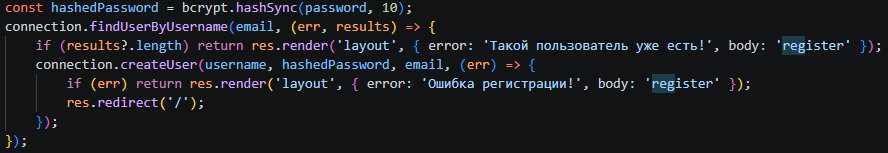 const hashedPassword = bcrypt.hashSync(password, 10);
connection.findUserByUsername(email, (err, results) => {
    if (results?.length) return res.render('layout', { error: 'Такой пользователь уже есть!', body: 'register' });
    connection.createUser(username, hashedPassword, email, (err) => {
        if (err) return res.render('layout', { error: 'Ошибка регистрации!', body: 'register' });
        res.redirect('/');
    });
});